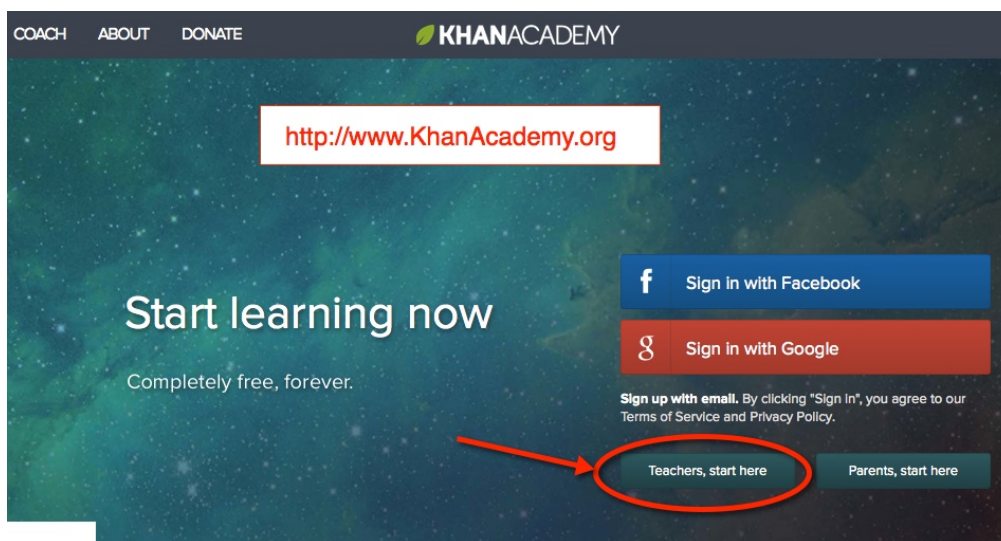 COACH ABOUT DONATE KHANACADEMY
http://www.KhanAcademy.org
Start learning now
Completely free, forever.
f Sign in with Facebook
g Sign in with Google
Sign up with email. By clicking "Sign in", you agree to our
Terms of Service and Privacy Policy.
Teachers, start here
Parents, start here